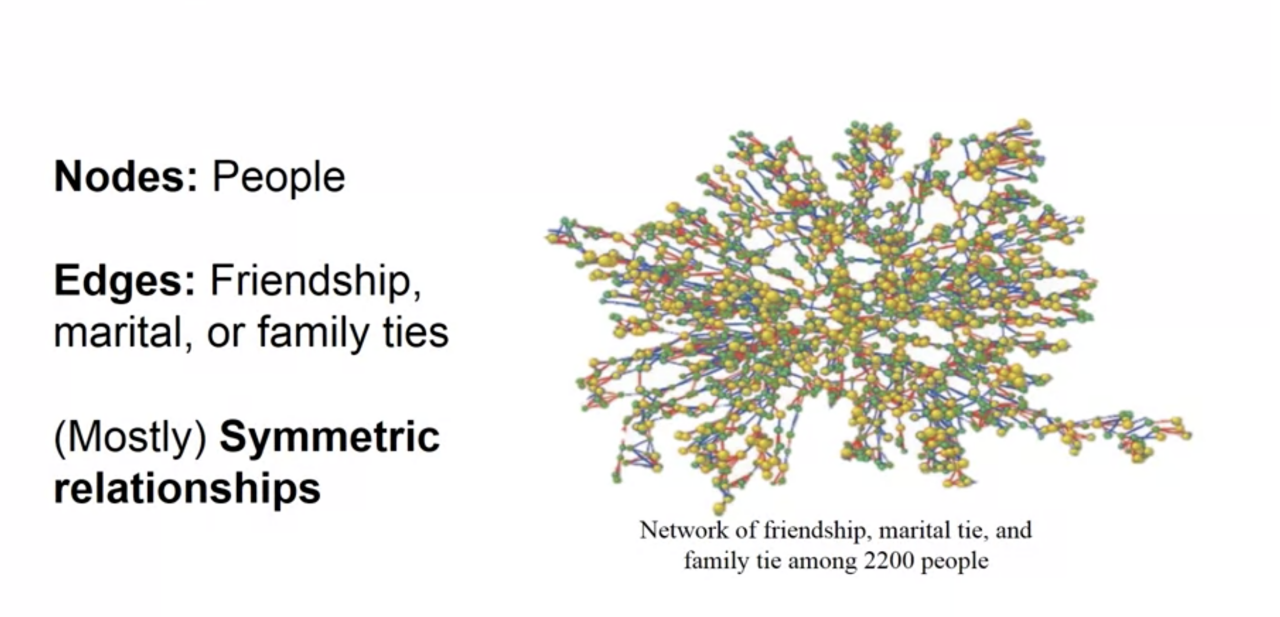 Nodes: People
Edges: Friendship,
marital, or family ties
(Mostly) Symmetric
relationships
Network of friendship, marital tie, and
family tie among 2200 people